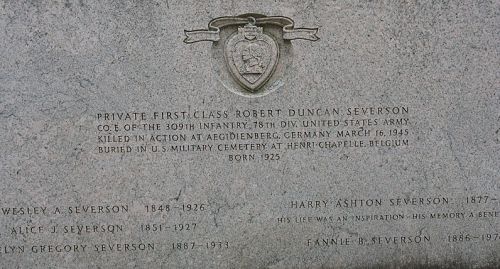 PRIVATE FIRST CLASS ROBERT DUNCAN SEVERSON
CO. E. OF THE 309TH INFANTRY, 78TH DIV. UNITED STATES ARMY
KILLED IN ACTION AT AEGIDIENBERG, GERMANY MARCH 16, 1945
BURIED IN U.S. MILITARY CEMETERY AT HENRI-CHAPELLE, BELGIUM
BORN 1925
WESLEY A. SEVERSON 1848-1926
ALICE J. SEVERSON 1851-1927
GREGORY SEVERSON 1887-1933
HARRY ASHTON SEVERSON 1877-
HIS LIFE WAS AN INSPIRATION HIS MEMORY A
FANNIE B. SEVERSON 1886-